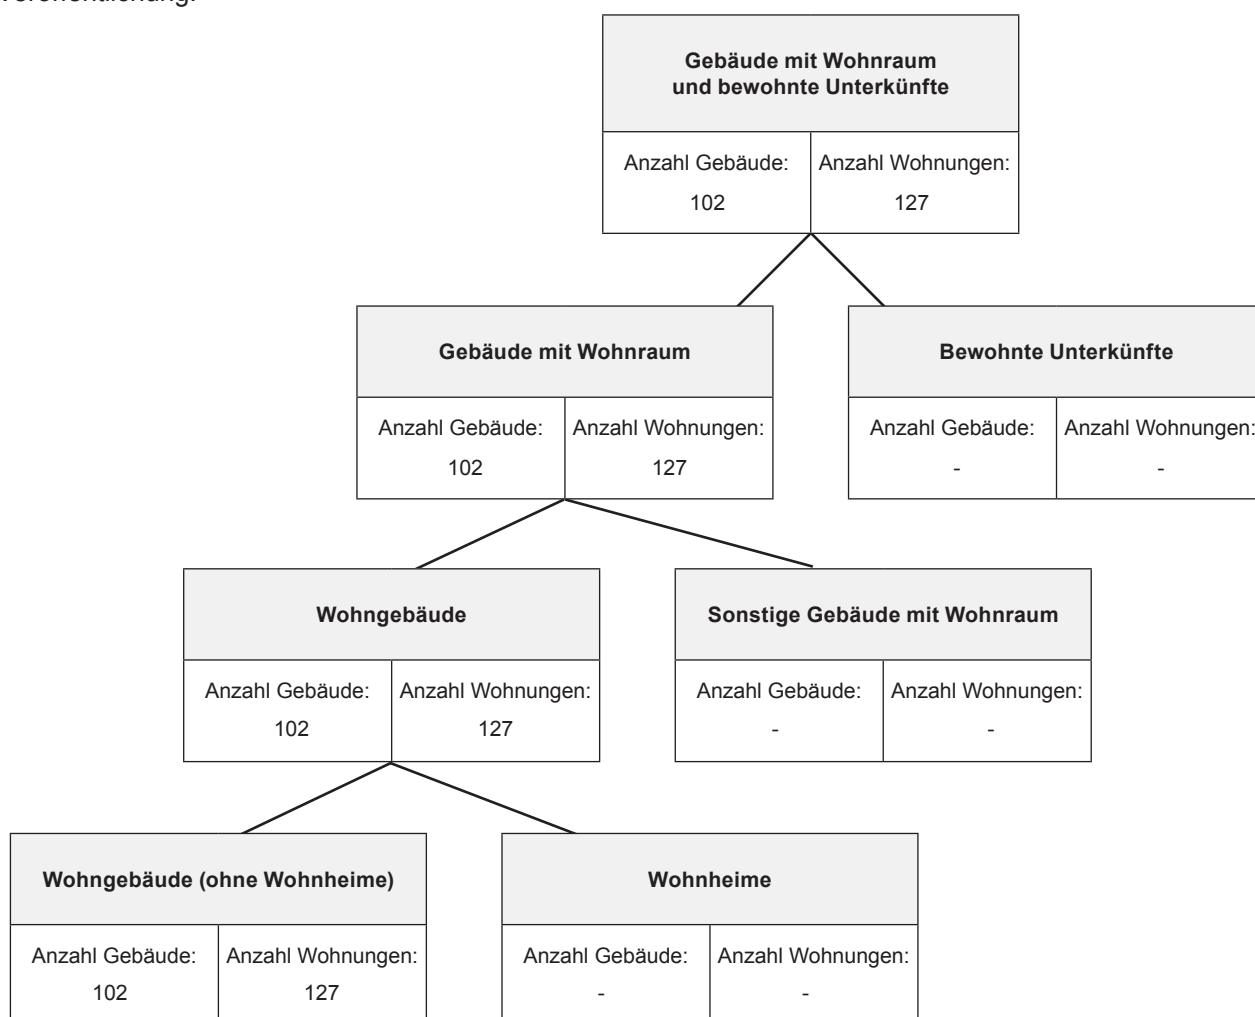 Veröffentlichung.
Gebäude mit Wohnraum
und bewohnte Unterkünfte
Anzahl Gebäude: Anzahl Wohnungen:
102 127
Gebäude mit Wohnraum Bewohnte Unterkünfte
Anzahl Gebäude: Anzahl Wohnungen: Anzahl Gebäude: Anzahl Wohnungen:
102 127 - -
Wohngebäude Sonstige Gebäude mit Wohnraum
Anzahl Gebäude: Anzahl Wohnungen: Anzahl Gebäude: Anzahl Wohnungen:
102 127 - -
Wohngebäude (ohne Wohnheime) Wohnheime
Anzahl Gebäude: Anzahl Wohnungen: Anzahl Gebäude: Anzahl Wohnungen:
102 127 - -